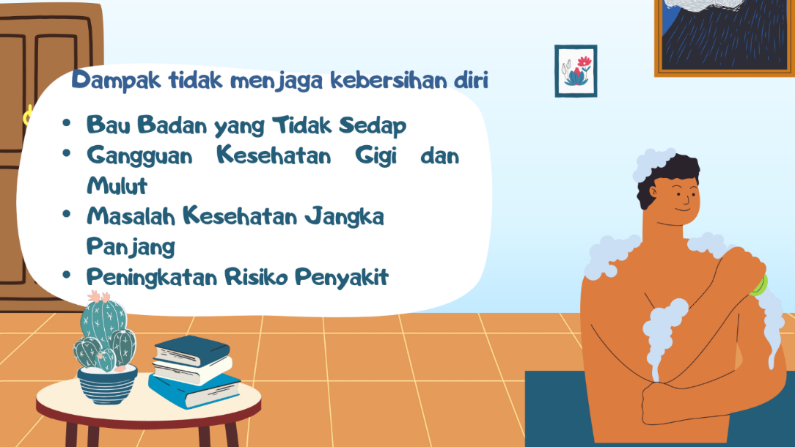 Dampak tidak menjaga kebersihan diri
• Bau Badan yang Tidak Sedap
• Gangguan Kesehatan Gigi dan
Mulut
• Masalah Kesehatan Jangka
Panjang
• Peningkatan Risiko Penyakit